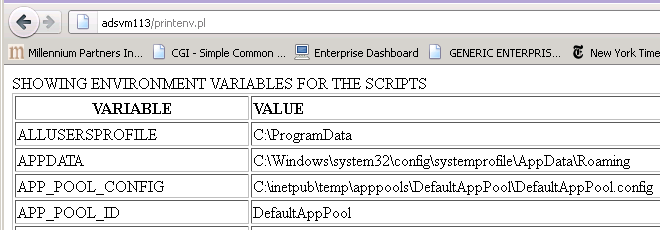 adsvm113/printenv.pl
Millennium Partners In... CGI - Simple Common ... Enterprise Dashboard GENERIC ENTERPRIS... New York Time
SHOWING ENVIRONMENT VARIABLES FOR THE SCRIPTS
VARIABLE VALUE
ALLUSERSPROFILE C:\ProgramData
APPDATA C:\Windows\system32\config\systemprofile\AppData\Roaming
APP_POOL_CONFIG C:\inetpub\temp\apppools\DefaultAppPool\DefaultAppPool.config
APP_POOL_ID DefaultAppPool